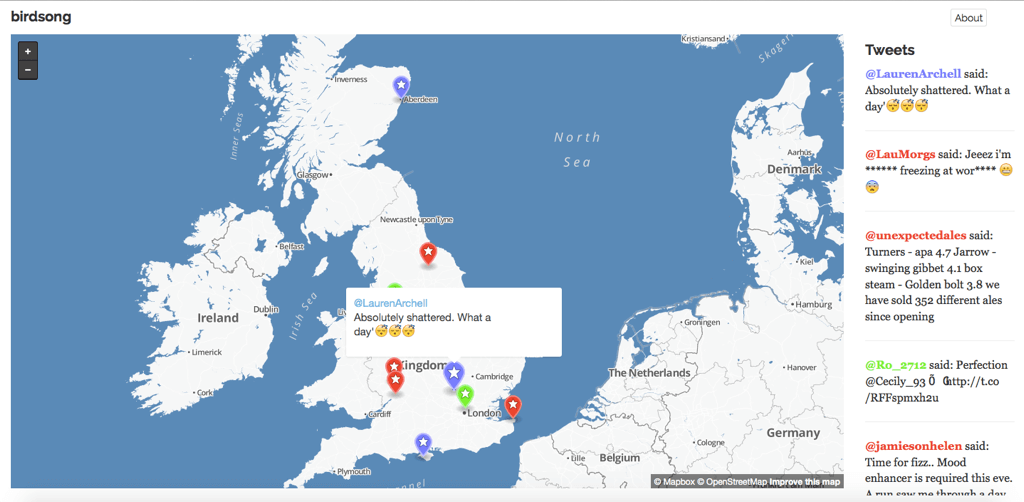 birdsong
About
+
−
Kristiansand
Inverness
Aberdeen
Inner Seas
North
Sea
Aarhus
Denmark
Glasgow
Newcastle upon Tyne
Belfast
Kiel
Hamburg
Irish Sea
Dublin
Ireland
Groningen
@LaurenArchell
Absolutely shattered. What a
day'😴😴😴
Limerick
Kingdom
Cambridge
The Netherlands
Hanover
Cork
Cardiff
London
Germany
Cologne
Lille
Belgium
Plymouth
© Mapbox © OpenStreetMap Improve this map
Tweets
@LaurenArchell said:
Absolutely shattered. What a
day'😴😴😴
@LauMorgs said: Jeeez i'm
****** freezing at wor**** 😁
😨
@unexpectedales said:
Turners - apa 4.7 Jarrow -
swinging gibbet 4.1 box
steam - Golden bolt 3.8 we
have sold 352 different ales
since opening
@Ro_2712 said: Perfection
@Cecily_93 http://t.co
/RFFspmxh2u
@jamiesonhelen said:
Time for fizz.. Mood
enhancer is required this eve.
A run saw me through a day